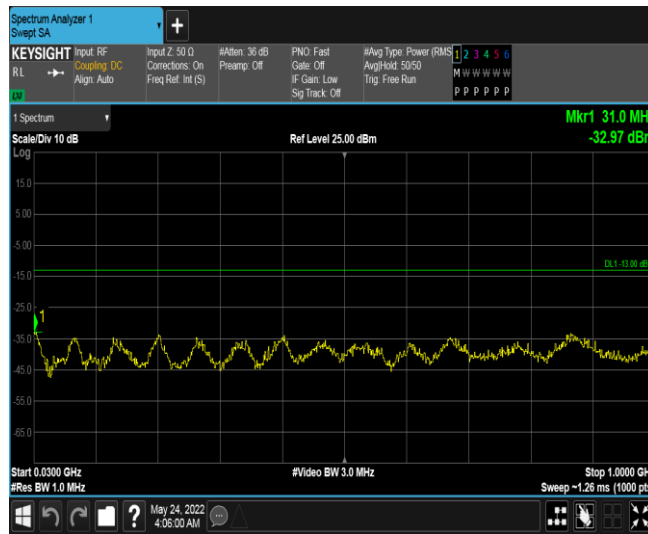 Spectrum Analyzer 1
Swept SA
KEYSIGHT
RL
Input: RF
Coupling: DC
Align: Auto
Input Z: 50 Ω
Corrections: On
Freq Ref: Int (S)
#Atten: 36 dB
Preamp: Off
PNO: Fast
Gate: Off
IF Gain: Low
Sig Track: Off
#Avg Type: Power (RMS
Avg|Hold: 50/50
Trig: Free Run
1 2 3 4 5 6
M W W W W W
P P P P P P
1 Spectrum
Mkr1 31.0 MH
Scale/Div 10 dB
Ref Level 25.00 dBm
-32.97 dBr
Log
15.0
5.00
-5.00
DL1 -13.00 dB
-15.0
-25.0
1
-35.0
-45.0
-55.0
-65.0
Start 0.0300 GHz
#Video BW 3.0 MHz
Stop 1.0000 GH
#Res BW 1.0 MHz
Sweep ~1.26 ms (1000 pts
?
May 24, 2022
4:06:00 AM